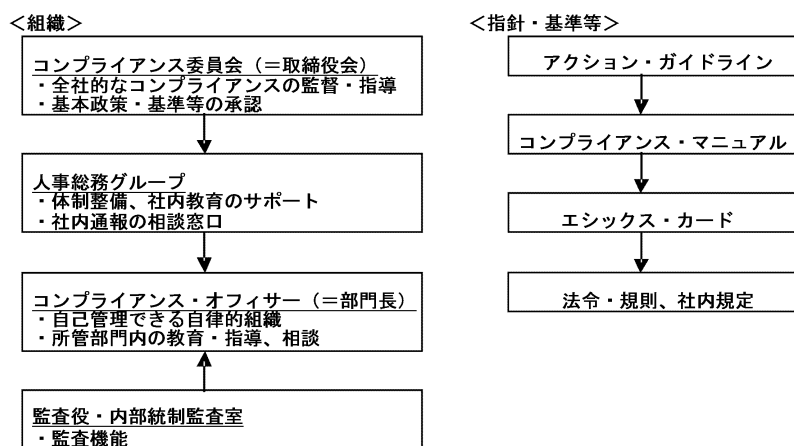 ＜組織＞
コンプライアンス委員会（＝取締役会）
・全社的なコンプライアンスの監督・指導
・基本政策・基準等の承認
人事総務グループ
・体制整備、社内教育のサポート
・社内通報の相談窓口
コンプライアンス・オフィサー（＝部門長）
・自己管理できる自律的組織
・所管部門内の教育・指導、相談
監査役・内部統制監査室
・監査機能
＜指針・基準等＞
アクション・ガイドライン
コンプライアンス・マニュアル
エシックス・カード
法令・規則、社内規定